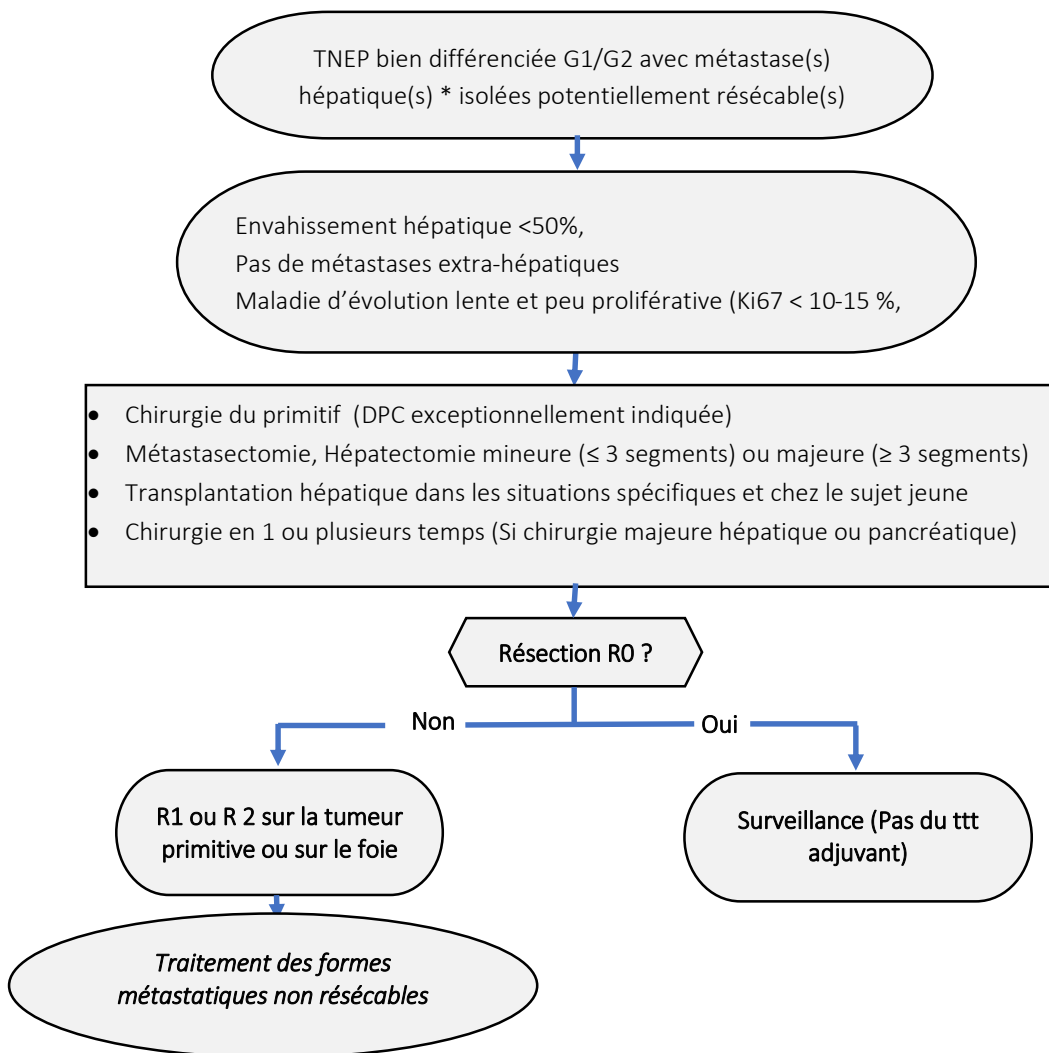 TNEP bien différenciée G1/G2 avec métastase(s)
hépatique(s) * isolées potentiellement résécable(s)
Envahissement hépatique <50%,
Pas de métastases extra-hépatiques
Maladie d’évolution lente et peu proliférative (Ki67 < 10-15 %,
• Chirurgie du primitif (DPC exceptionnellement indiquée)
• Métastasectomie, Hépatectomie mineure (≤ 3 segments) ou majeure (≥ 3 segments)
• Transplantation hépatique dans les situations spécifiques et chez le sujet jeune
• Chirurgie en 1 ou plusieurs temps (Si chirurgie majeure hépatique ou pancréatique)
Résection R0 ?
Non
Oui
R1 ou R 2 sur la tumeur
primitive ou sur le foie
Surveillance (Pas du ttt
adjuvant)
Traitement des formes
métastatiques non résécables